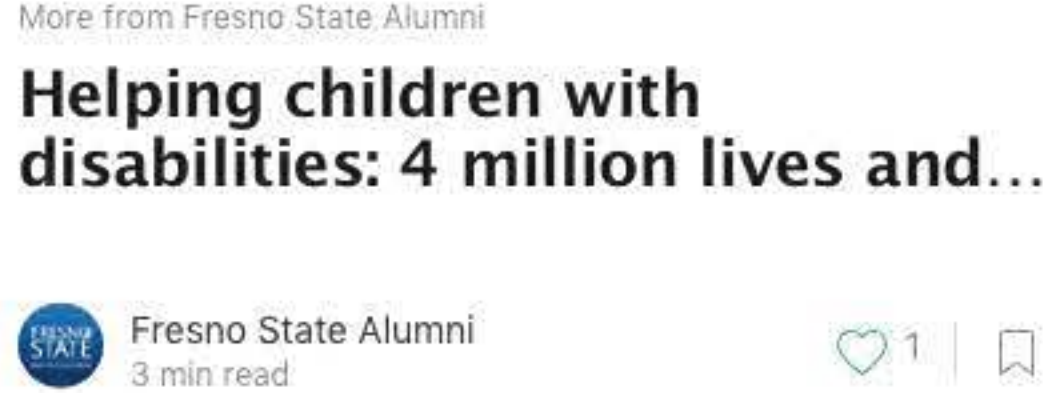 More from Fresno State Alumni
Helping children with
disabilities: 4 million lives and...
FRESNO
STATE
Fresno State Alumni
3 min read
1